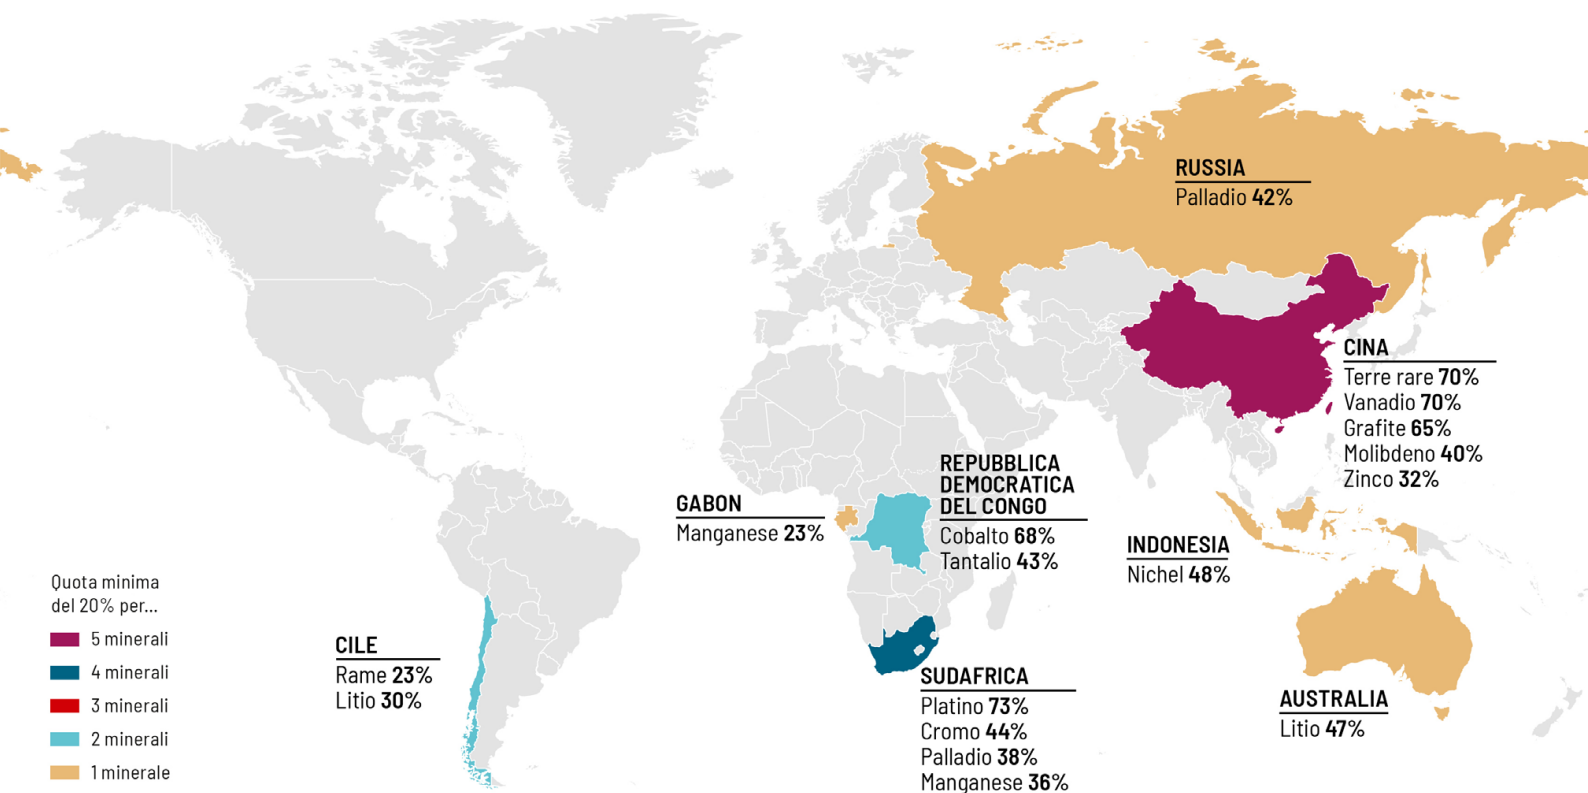 RUSSIA
Palladio 42%
CINA
Terre rare 70%
Vanadio 70%
Grafite 65%
Molibdeno 40%
Zinco 32%
REPUBBLICA
DEMOCRATICA
DEL CONGO
Cobalto 68%
Tantalio 43%
GABON
Manganese 23%
INDONESIA
Nichel 48%
Quota minima
del 20% per...
5 minerali
4 minerali
3 minerali
2 minerali
1 minerale
CILE
Rame 23%
Litio 30%
SUDAFRICA
Platino 73%
Cromo 44%
Palladio 38%
Manganese 36%
AUSTRALIA
Litio 47%